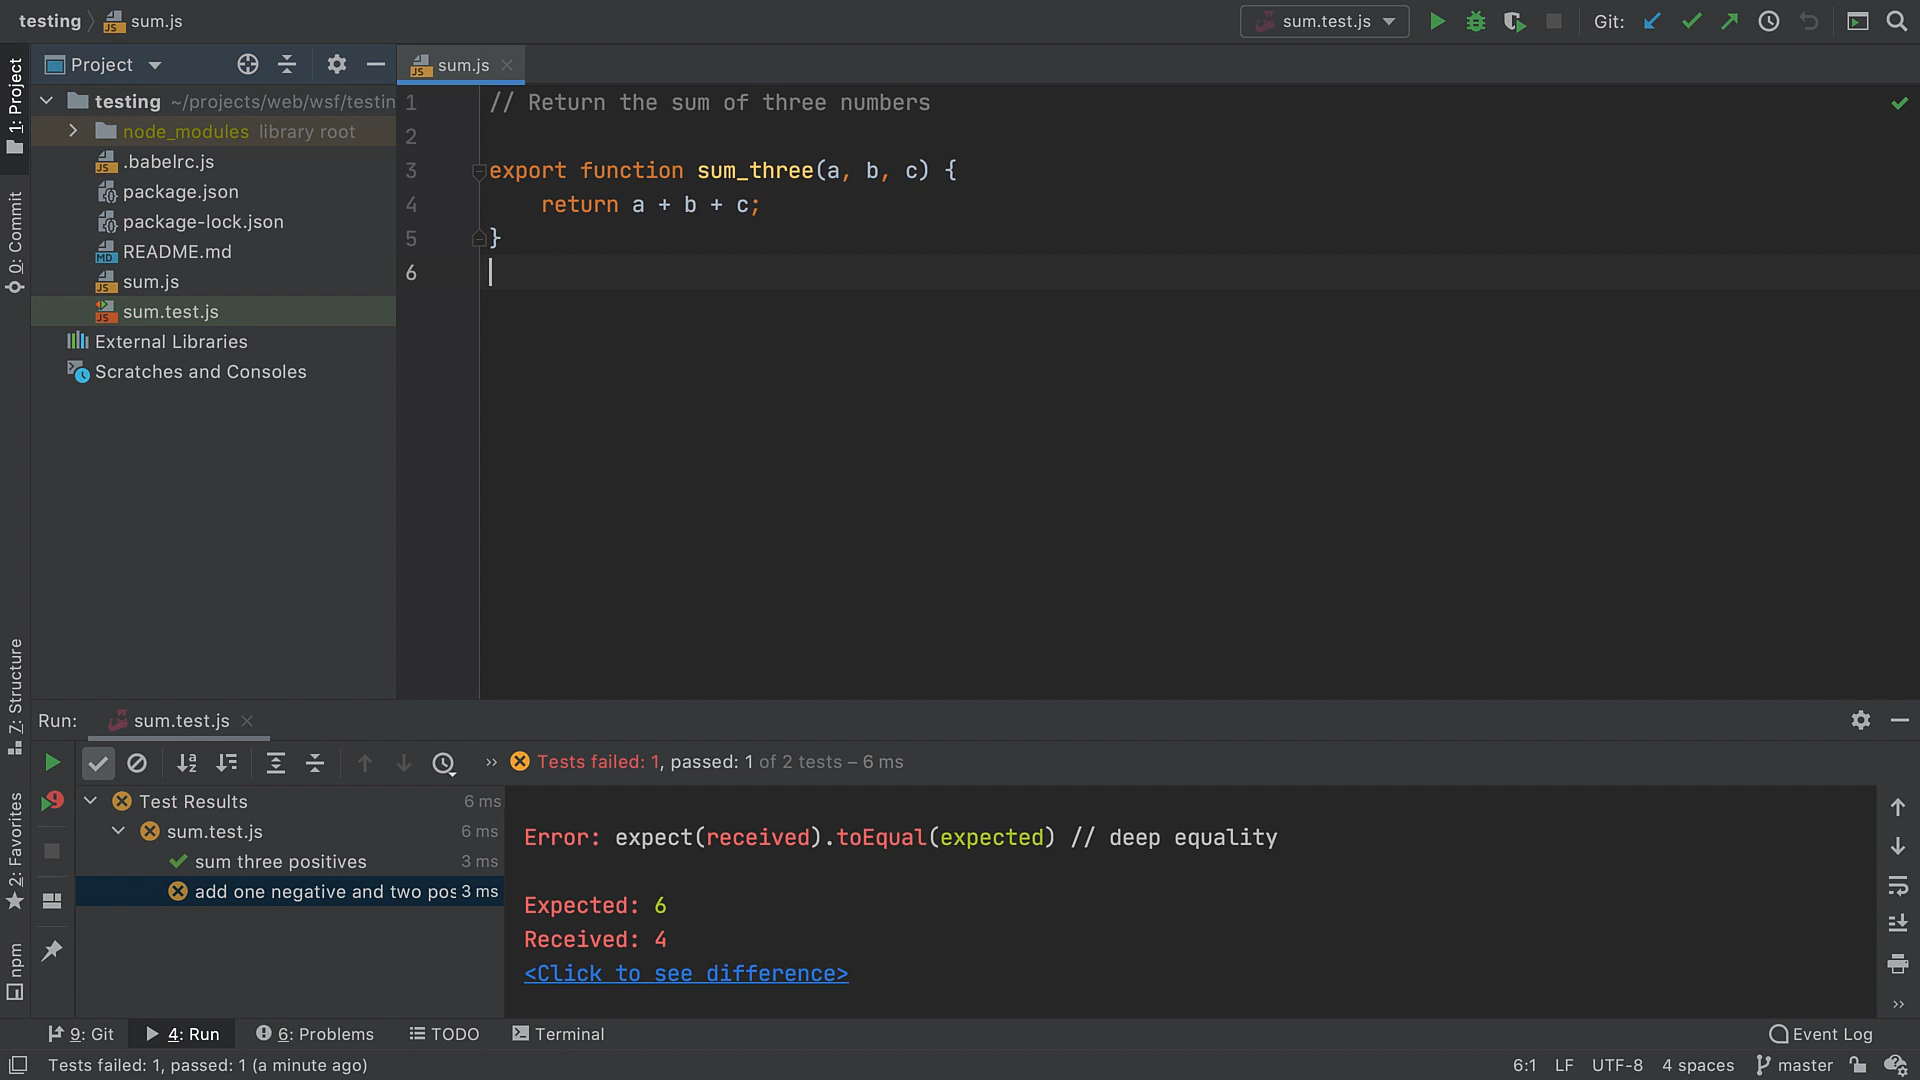 testing sum.js
sum.test.js
Git:
Project
sum.js
testing ~/projects/web/wsf/testin
node_modules library root
.babelrc.js
package.json
package-lock.json
README.md
sum.js
sum.test.js
External Libraries
Scratches and Consoles
1: Project
0: Commit
7: Structure
2: Favorites
npm
1 // Return the sum of three numbers
2
3 export function sum_three(a, b, c) {
4 return a + b + c;
5 }
6
Run: sum.test.js
Tests failed: 1, passed: 1 of 2 tests – 6 ms
Test Results 6 ms
sum.test.js 6 ms
sum three positives 3 ms
add one negative and two pos 3 ms
Error: expect(received).toEqual(expected) // deep equality
Expected: 6
Received: 4
<Click to see difference>
9: Git 4: Run 6: Problems TODO Terminal Event Log
Tests failed: 1, passed: 1 (a minute ago) 6:1 LF UTF-8 4 spaces master